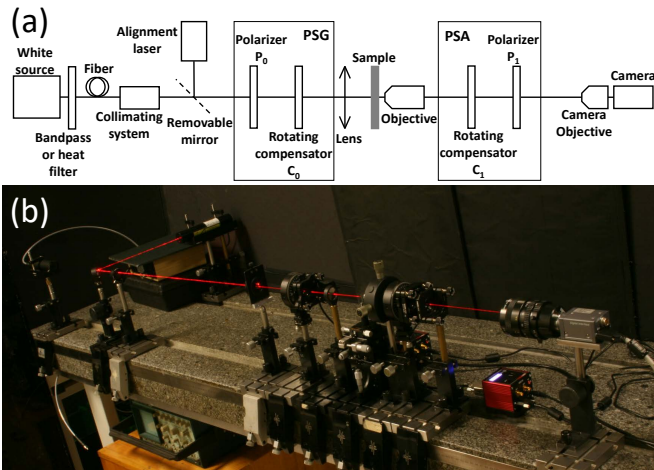 (a)
White
source
Fiber
Bandpass
or heat
filter
Collimating
system
Alignment
laser
Removable
mirror
PSG
Polarizer
P₀
Rotating
compensator
C₀
Lens
Sample
Objective
PSA
Polarizer
P₁
Rotating
compensator
C₁
Camera
Objective
Camera
(b)